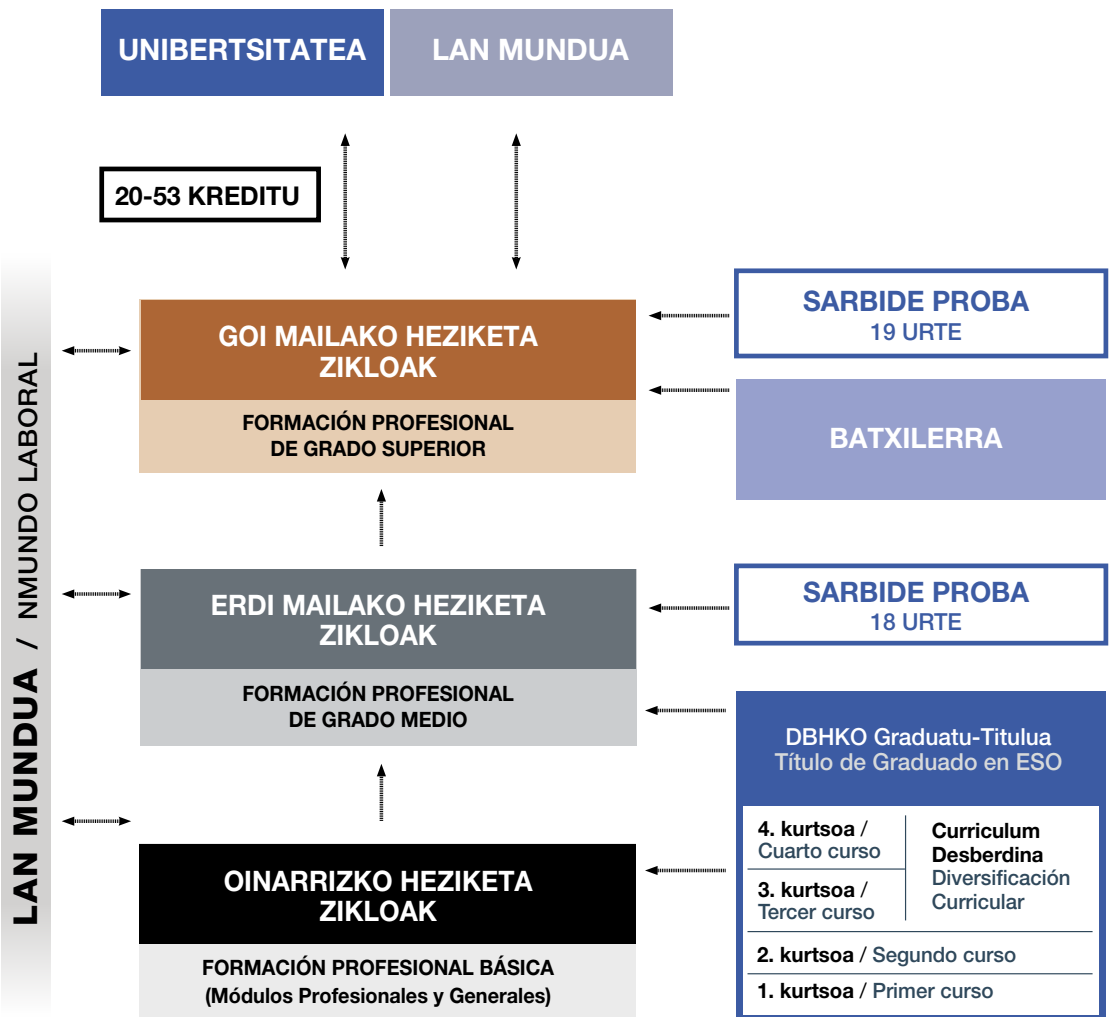 UNIBERTSITATEA
LAN MUNDUA
20-53 KREDITU
LAN MUNDUA / NMUNDO LABORAL
GOI MAILAKO HEZIKETA
ZIKLOAK
FORMACIÓN PROFESIONAL
DE GRADO SUPERIOR
SARBIDE PROBA
19 URTE
BATXILERRA
ERDI MAILAKO HEZIKETA
ZIKLOAK
FORMACIÓN PROFESIONAL
DE GRADO MEDIO
SARBIDE PROBA
18 URTE
DBHKO Graduatu-Titulua
Título de Graduado en ESO
4. kurtsoa /
Cuarto curso
3. kurtsoa /
Tercer curso
Curriculum
Desberdina
Diversificación
Curricular
2. kurtsoa / Segundo curso
1. kurtsoa / Primer curso
OINARRIZKO HEZIKETA
ZIKLOAK
FORMACIÓN PROFESIONAL BÁSICA
(Módulos Profesionales y Generales)